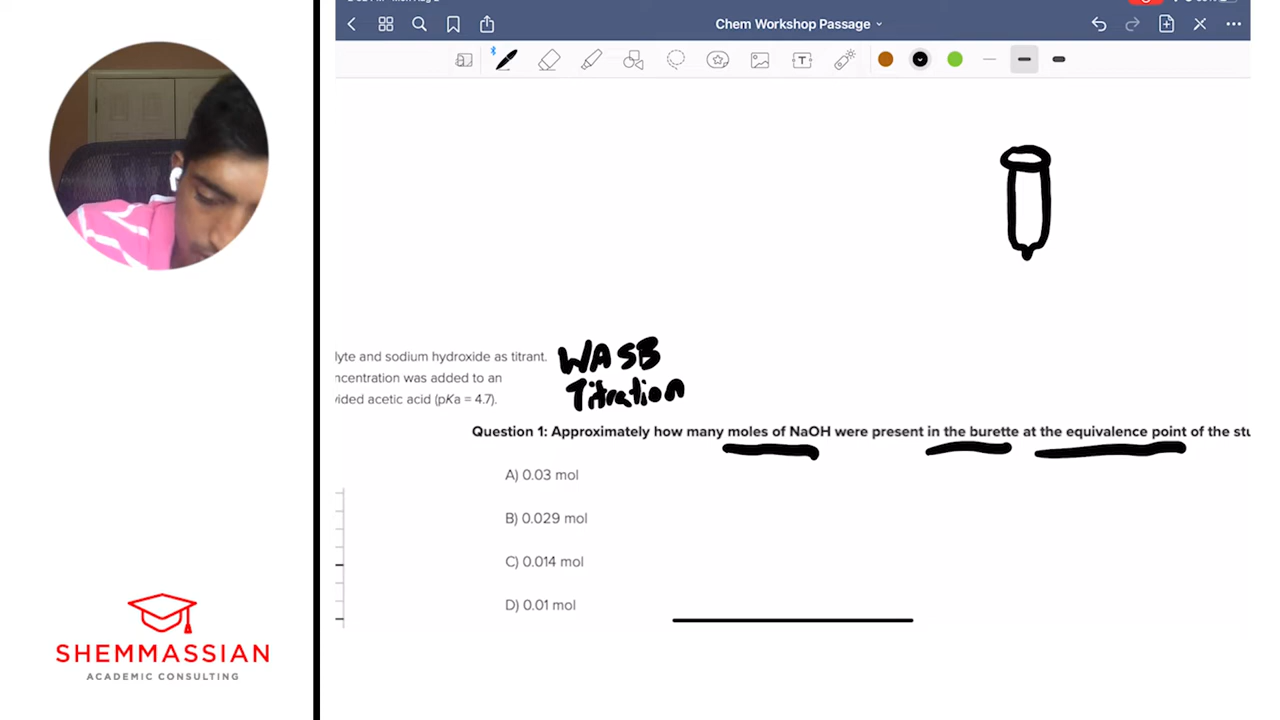 Chem Workshop Passage
T
lyte and sodium hydroxide as titrant.
ncentration was added to an
vided acetic acid (pKa = 4.7).
WASB
Titration
Question 1: Approximately how many moles of NaOH were present in the burette at the equivalence point of the stu
A) 0.03 mol
B) 0.029 mol
C) 0.014 mol
D) 0.01 mol
SHEMMASSIAN
ACADEMIC CONSULTING